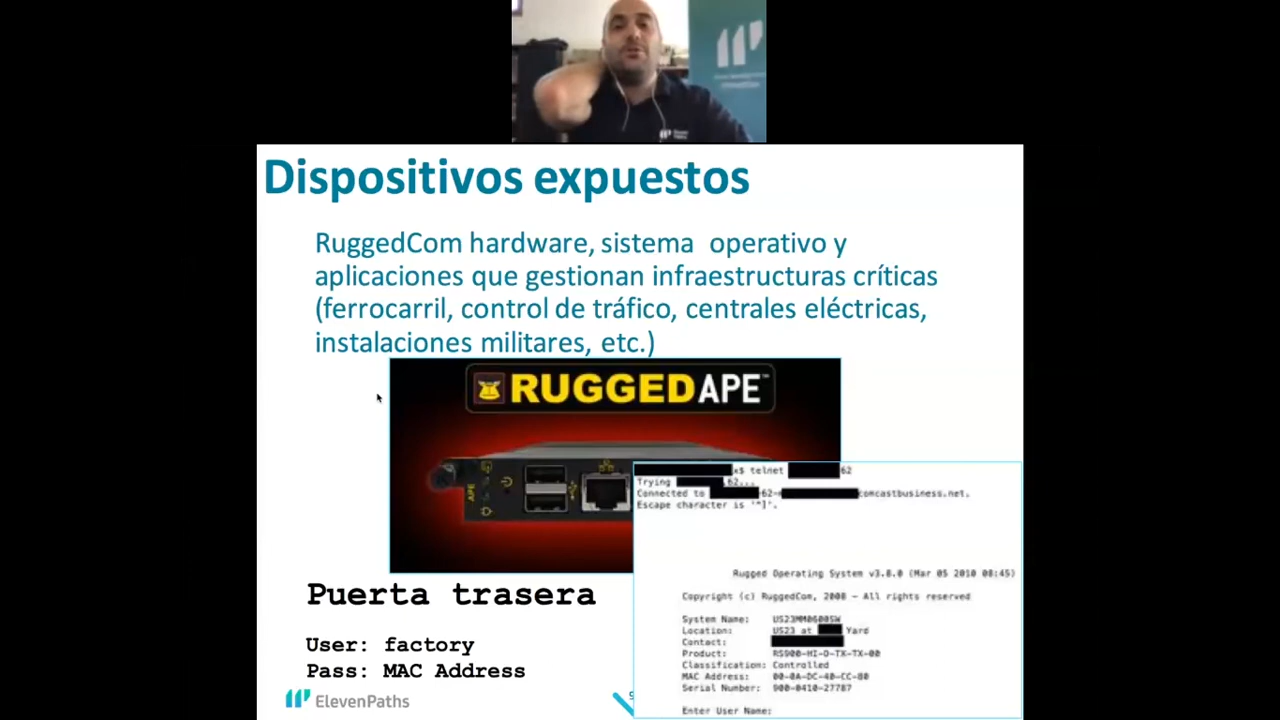 Dispositivos expuestos
RuggedCom hardware, sistema operativo y
aplicaciones que gestionan infraestructuras críticas
(ferrocarril, control de tráfico, centrales eléctricas,
instalaciones militares, etc.)
RUGGEDAPE™
APE
x$ telnet 62
Trying .62...
Connected to -62- comcastbusiness.net.
Escape character is '^]'.
Rugged Operating System v3.8.0 (Mar 05 2010 08:45)
Copyright (c) RuggedCom, 2008 - All rights reserved
System Name: US23MM0600SW
Location: US23 at Yard
Contact:
Product: RS900-HI-D-TX-TX-00
Classification: Controlled
MAC Address: 00-0A-DC-40-CC-80
Serial Number: 900-0410-27787
Enter User Name:
Puerta trasera
User: factory
Pass: MAC Address
ElevenPaths